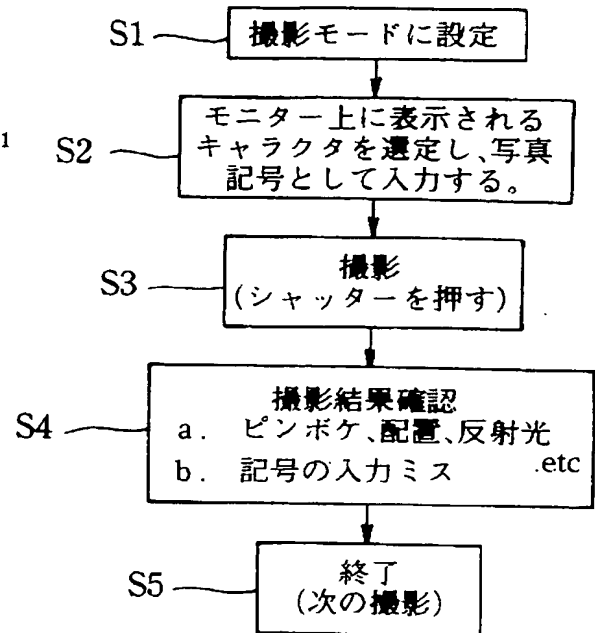 S1 撮影モードに設定
モニター上に表示される
1 S2 キャラクタを選定し、写真
記号として入力する。
撮影
S3 (シャッターを押す)
撮影結果確認
S4 a. ピンボケ、配置、反射光
b. 記号の入力ミス .etc
終了
S5 (次の撮影)